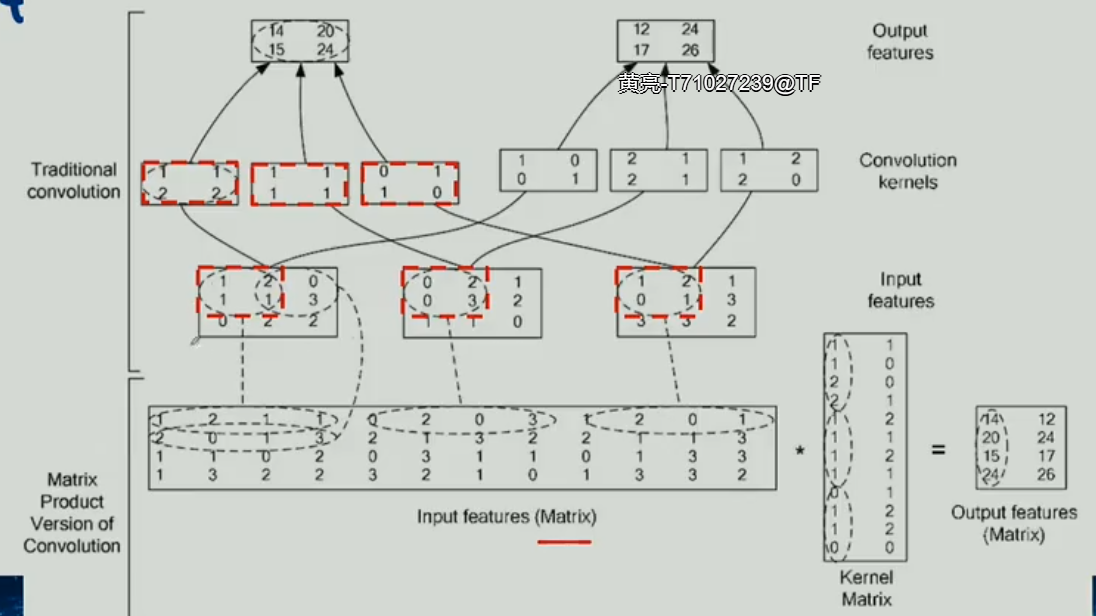 14 20
15 24
12 24
17 26
Output
features
黄亮-T71027239@TF
Traditional
convolution
1 1
2 2
1 1
1 1
0 1
1 0
1 0
0 1
2 1
2 1
1 2
2 0
Convolution
kernels
1 2 0
1 1 3
0 2 2
0 2 1
0 3 2
1 1 0
1 2 1
0 1 3
3 3 2
Input
features
Matrix
Product
Version of
Convolution
1 2 1 1 0 2 0 3 1 2 0 1
2 0 1 3 2 1 3 2 2 1 1 3
1 1 0 2 0 3 1 1 0 1 3 3
1 3 2 2 3 2 1 0 1 3 3 2
Input features (Matrix)
*
1 1
1 0
2 0
2 1
1 2
1 1
1 2
1 1
0 1
1 2
1 2
0 0
Kernel
Matrix
=
14 12
20 24
15 17
24 26
Output features
(Matrix)